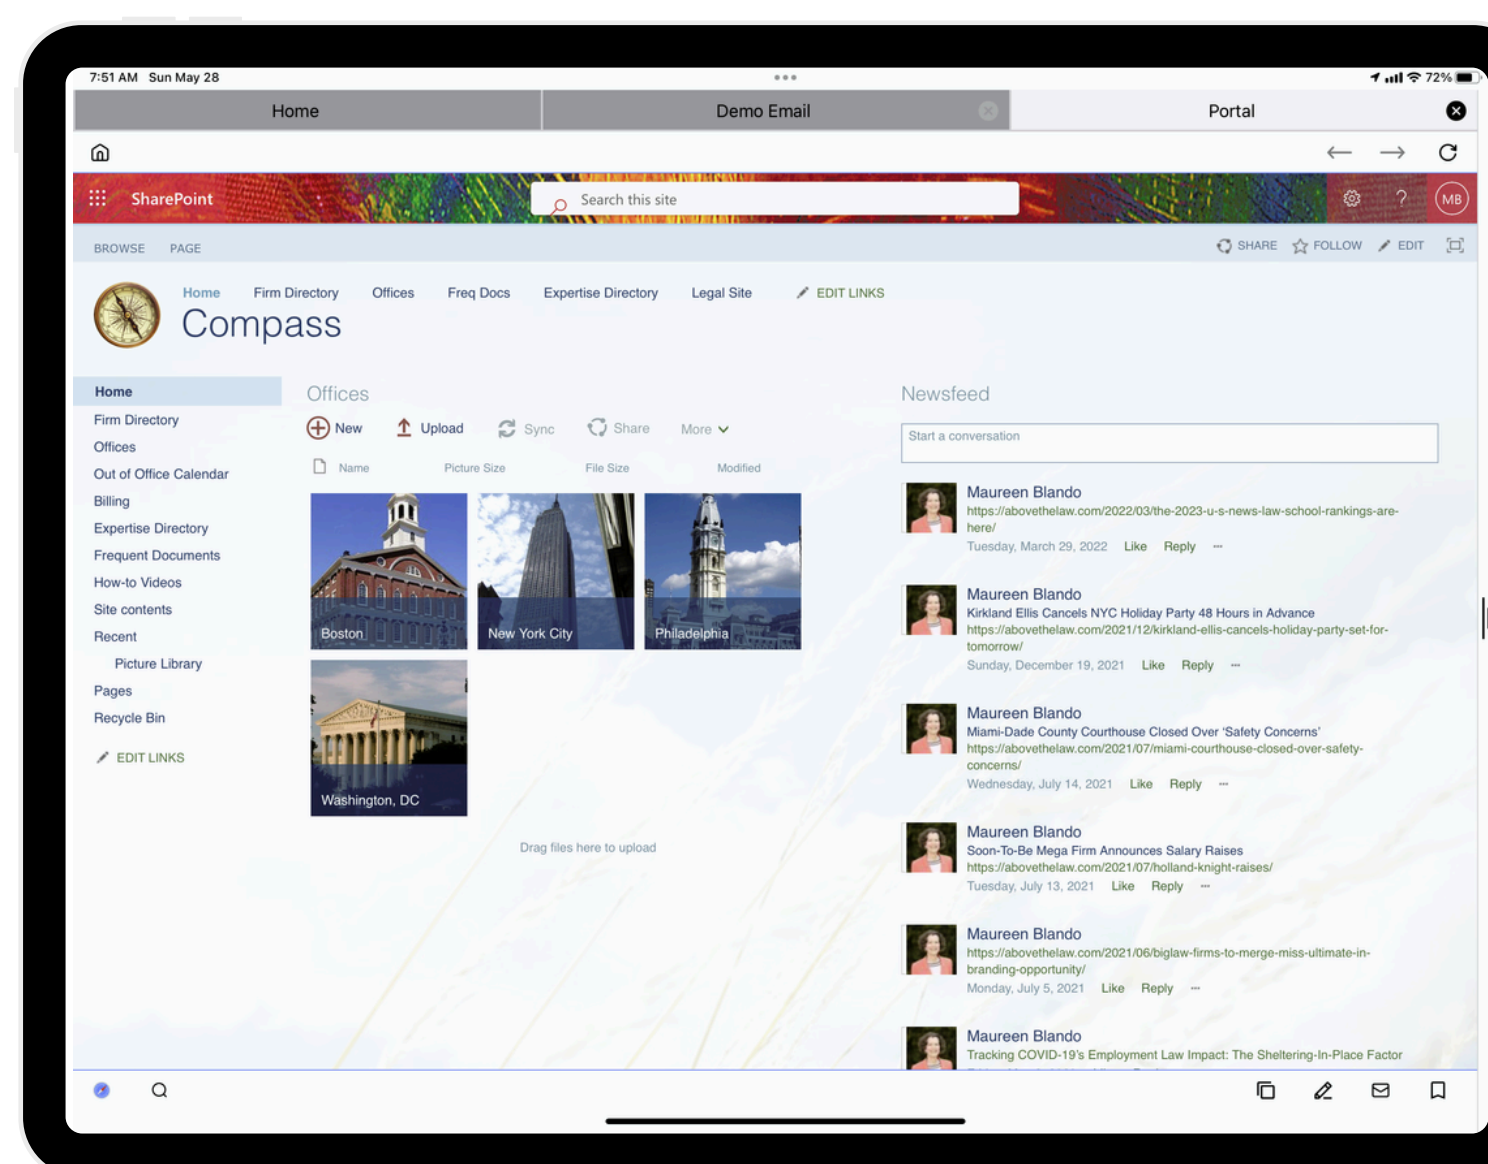 7:51 AM Sun May 28
72%
Home
Demo Email
Portal
SharePoint
Search this site
?
MB
BROWSE PAGE
SHARE FOLLOW EDIT
Home Firm Directory Offices Freq Docs Expertise Directory Legal Site EDIT LINKS
Compass
Home
Firm Directory
Offices
Out of Office Calendar
Billing
Expertise Directory
Frequent Documents
How-to Videos
Site contents
Recent
Picture Library
Pages
Recycle Bin
EDIT LINKS
Offices
New Upload Sync Share More
Name Picture Size File Size Modified
Boston
New York City
Philadelphia
Washington, DC
Drag files here to upload
Newsfeed
Start a conversation
Maureen Blando
https://abovethelaw.com/2022/03/the-2023-u-s-news-law-school-rankings-are-
here/
Tuesday, March 29, 2022 Like Reply ...
Maureen Blando
Kirkland Ellis Cancels NYC Holiday Party 48 Hours in Advance
https://abovethelaw.com/2021/12/kirkland-ellis-cancels-holiday-party-set-for-
tomorrow/
Sunday, December 19, 2021 Like Reply ...
Maureen Blando
Miami-Dade County Courthouse Closed Over ‘Safety Concerns’
https://abovethelaw.com/2021/07/miami-courthouse-closed-over-safety-
concerns/
Wednesday, July 14, 2021 Like Reply ...
Maureen Blando
Soon-To-Be Mega Firm Announces Salary Raises
https://abovethelaw.com/2021/07/holland-knight-raises/
Tuesday, July 13, 2021 Like Reply ...
Maureen Blando
https://abovethelaw.com/2021/06/biglaw-firms-to-merge-miss-ultimate-in-
branding-opportunity/
Monday, July 5, 2021 Like Reply ...
Maureen Blando
Tracking COVID-19's Employment Law Impact: The Sheltering-In-Place Factor